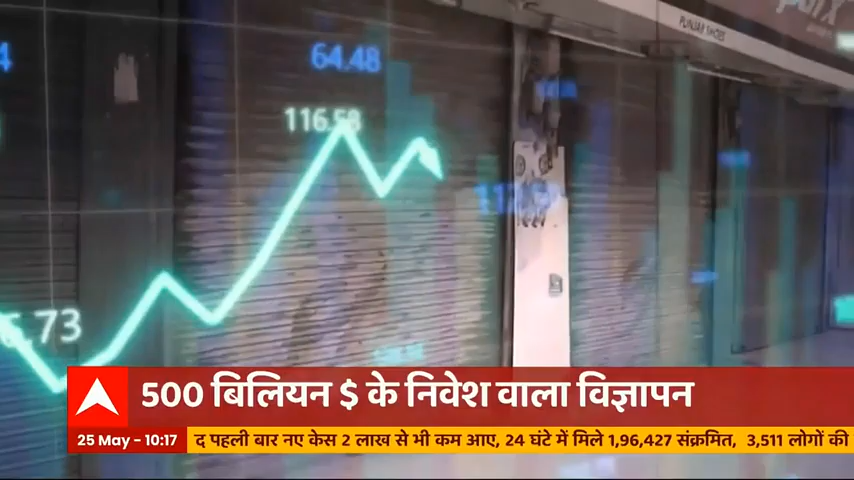 PUNJAB SHOES
64.48
116.58
.73
500 बिलियन $ के निवेश वाला विज्ञापन
25 May - 10:17
द पहली बार नए केस 2 लाख से भी कम आए, 24 घंटे में मिले 1,96,427 संक्रमित, 3,511 लोगों की